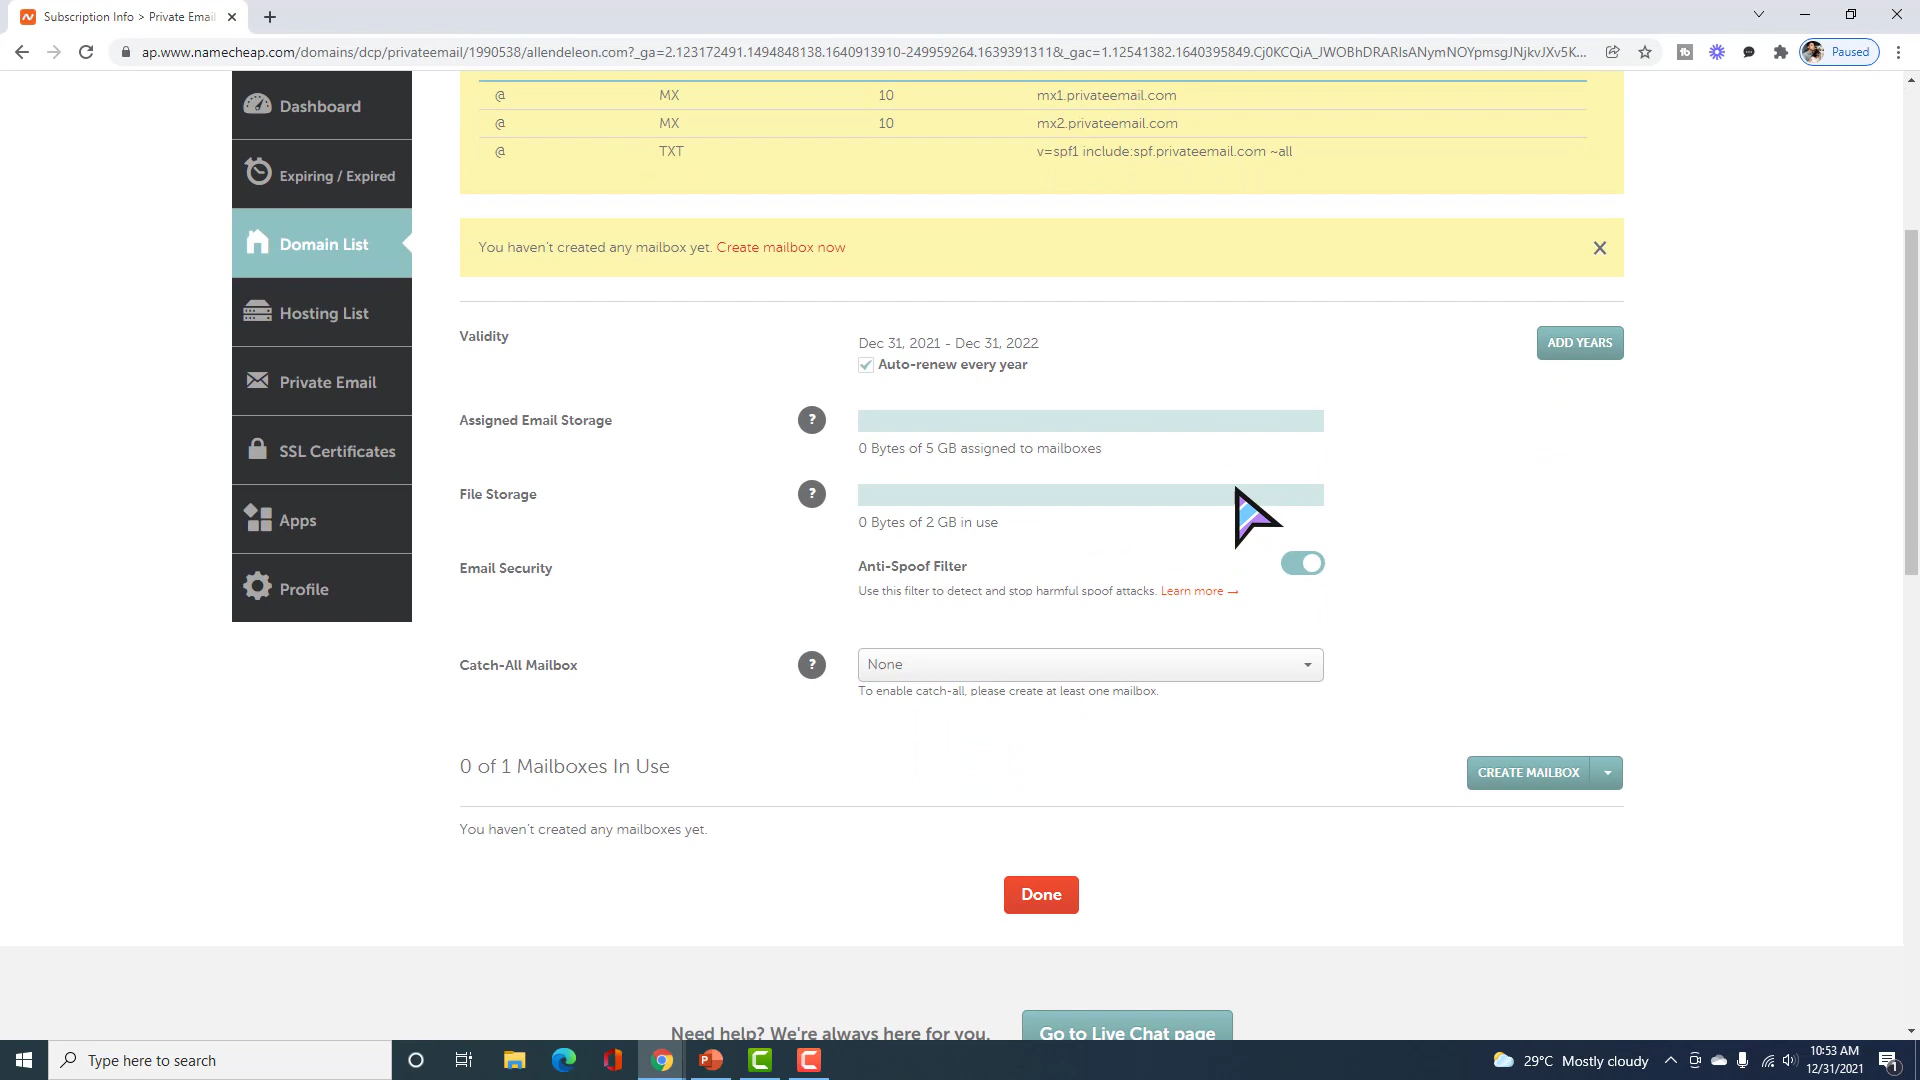 Subscription Info > Private Email
ap.www.namecheap.com/domains/dcp/privateemail/1990538/allendeleon.com?_ga=2.123172491.1494848138.1640913910-249959264.1639391311&_gac=1.12541382.1640395849.Cj0KCQiA_JWOBhDRARIsANymNOYpmsgJNjkvJXv5K...
Paused
Dashboard
Expiring / Expired
Domain List
Hosting List
Private Email
SSL Certificates
Apps
Profile
@ MX 10 mx1.privateemail.com
@ MX 10 mx2.privateemail.com
@ TXT v=spf1 include:spf.privateemail.com ~all
You haven't created any mailbox yet. Create mailbox now
Validity
Dec 31, 2021 - Dec 31, 2022
ADD YEARS
Auto-renew every year
Assigned Email Storage
?
0 Bytes of 5 GB assigned to mailboxes
File Storage
?
0 Bytes of 2 GB in use
Email Security
Anti-Spoof Filter
Use this filter to detect and stop harmful spoof attacks. Learn more →
Catch-All Mailbox
?
None
To enable catch-all, please create at least one mailbox.
0 of 1 Mailboxes In Use
CREATE MAILBOX
You haven't created any mailboxes yet.
Done
Need help? We're always here for you.
Go to Live Chat page
Type here to search
29°C Mostly cloudy
10:53 AM
12/31/2021
1